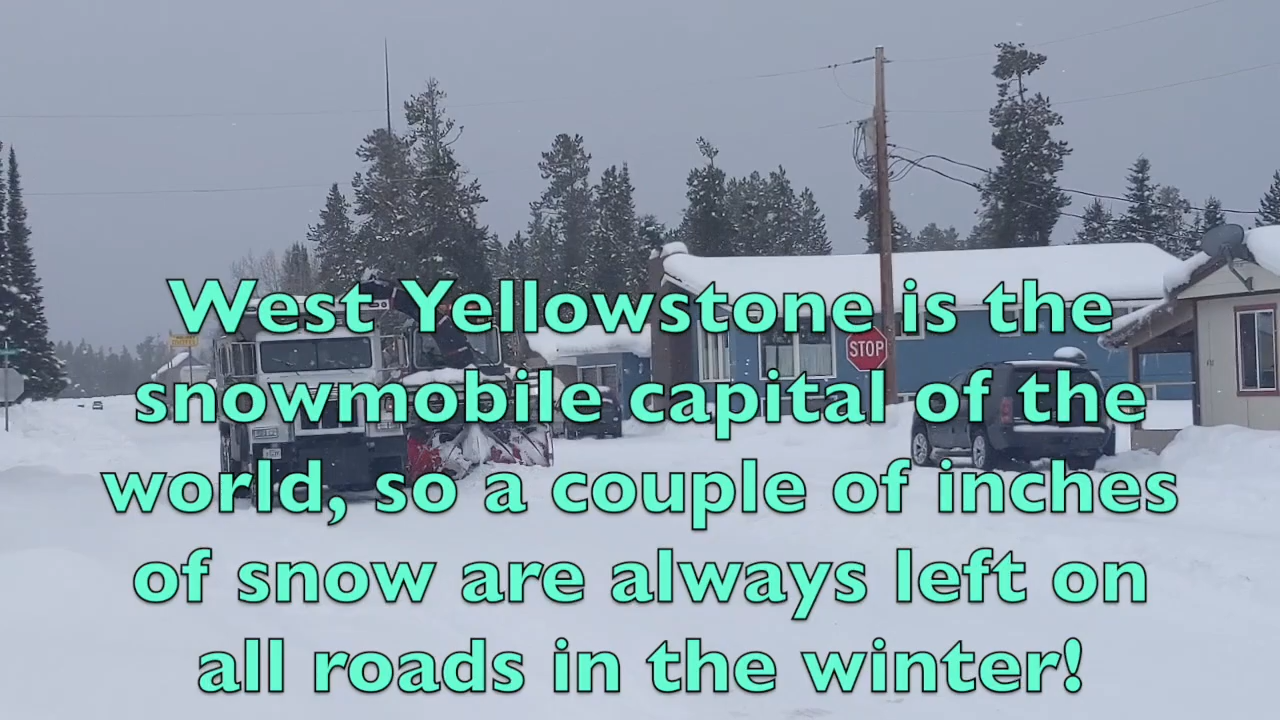 West Yellowstone is the
snowmobile capital of the
world, so a couple of inches
of snow are always left on
all roads in the winter!
STOP